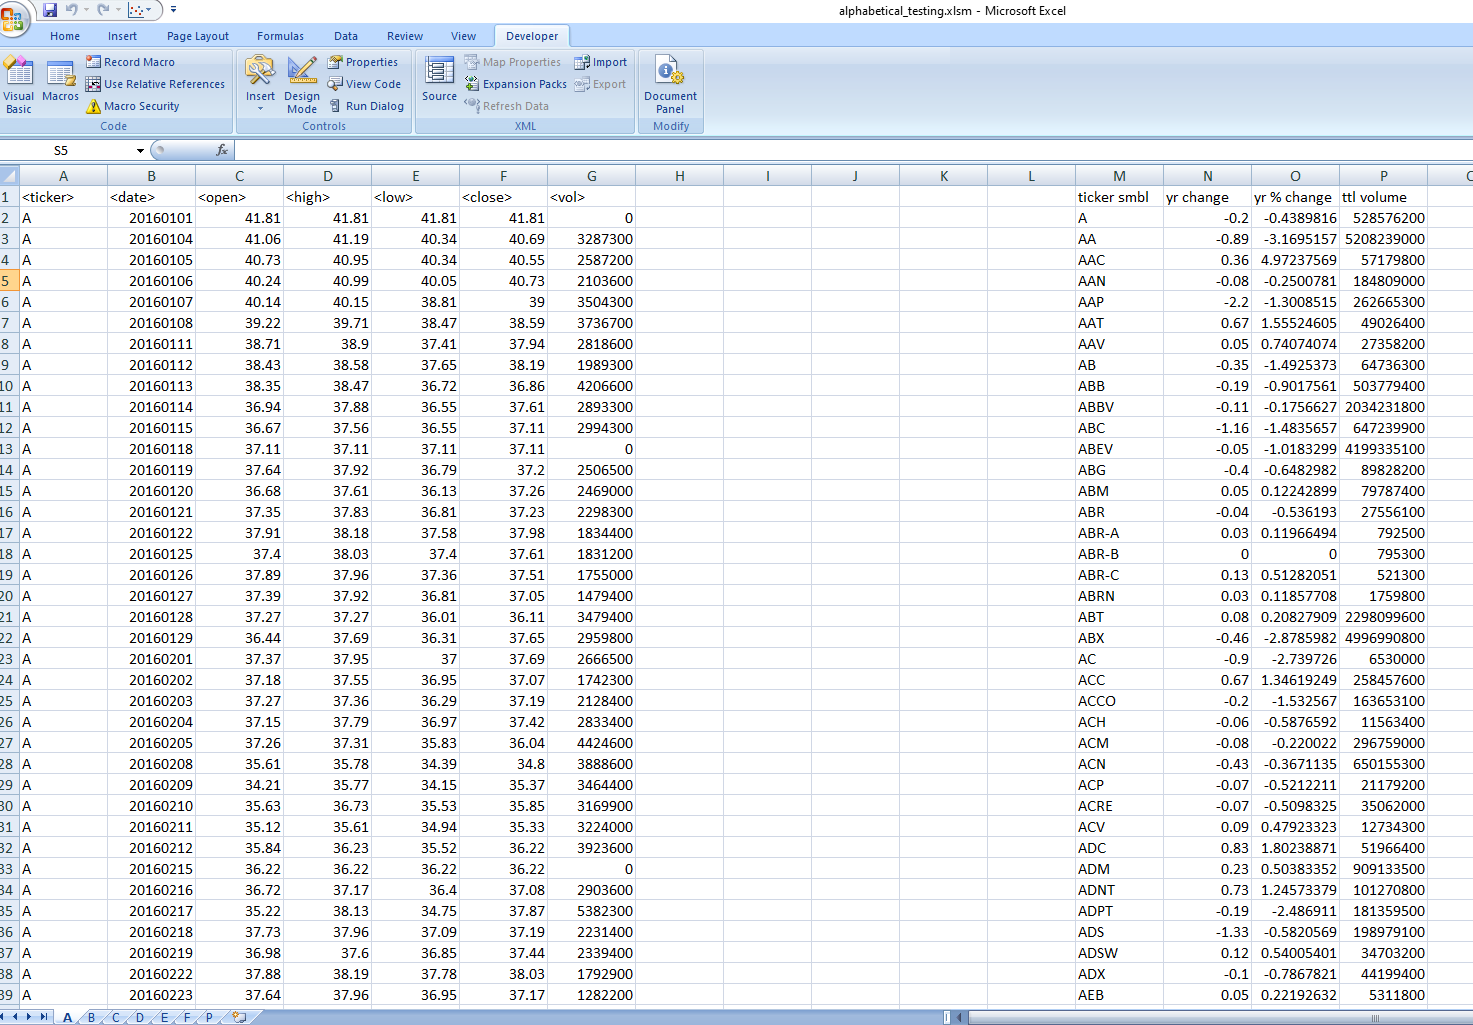 alphabetical_testing.xlsm - Microsoft Excel
Home Insert Page Layout Formulas Data Review View Developer
Visual Basic
Macros
Record Macro
Use Relative References
Macro Security
Code
Insert
Design Mode
Properties
View Code
Run Dialog
Controls
Source
Map Properties
Expansion Packs
Refresh Data
Import
Export
XML
Document Panel
Modify
S5 fx
A B C D E F G H I J K L M N O P
1 <ticker> <date> <open> <high> <low> <close> <vol> ticker smbl yr change yr % change ttl volume
2 A 20160101 41.81 41.81 41.81 41.81 0 A -0.2 -0.4389816 528576200
3 A 20160104 41.06 41.19 40.34 40.69 3287300 AA -0.89 -3.1695157 5208239000
4 A 20160105 40.73 40.95 40.34 40.55 2587200 AAC 0.36 4.97237569 57179800
5 A 20160106 40.24 40.99 40.05 40.73 2103600 AAN -0.08 -0.2500781 184809000
6 A 20160107 40.14 40.15 38.81 39 3504300 AAP -2.2 -1.3008515 262665300
7 A 20160108 39.22 39.71 38.47 38.59 3736700 AAT 0.67 1.55524605 49026400
8 A 20160111 38.71 38.9 37.41 37.94 2818600 AAV 0.05 0.74074074 27358200
9 A 20160112 38.43 38.58 37.65 38.19 1989300 AB -0.35 -1.4925373 64736300
10 A 20160113 38.35 38.47 36.72 36.86 4206600 ABB -0.19 -0.9017561 503779400
11 A 20160114 36.94 37.88 36.55 37.61 2893300 ABBV -0.11 -0.1756627 2034231800
12 A 20160115 36.67 37.56 36.55 37.11 2994300 ABC -1.16 -1.4835657 647239900
13 A 20160118 37.11 37.11 37.11 37.11 0 ABEV -0.05 -1.0183299 4199335100
14 A 20160119 37.64 37.92 36.79 37.2 2506500 ABG -0.4 -0.6482982 89828200
15 A 20160120 36.68 37.61 36.13 37.26 2469000 ABM 0.05 0.12242899 79787400
16 A 20160121 37.35 37.83 36.81 37.23 2298300 ABR -0.04 -0.536193 27556100
17 A 20160122 37.91 38.18 37.58 37.98 1834400 ABR-A 0.03 0.11966494 792500
18 A 20160125 37.4 38.03 37.4 37.61 1831200 ABR-B 0 0 795300
19 A 20160126 37.89 37.96 37.36 37.51 1755000 ABR-C 0.13 0.51282051 521300
20 A 20160127 37.39 37.92 36.81 37.05 1479400 ABRN 0.03 0.11857708 1759800
21 A 20160128 37.27 37.27 36.01 36.11 3479400 ABT 0.08 0.20827909 2298099600
22 A 20160129 36.44 37.69 36.31 37.65 2959800 ABX -0.46 -2.8785982 4996990800
23 A 20160201 37.37 37.95 37 37.69 2666500 AC -0.9 -2.739726 6530000
24 A 20160202 37.18 37.55 36.95 37.07 1742300 ACC 0.67 1.34619249 258457600
25 A 20160203 37.27 37.36 36.29 37.19 2128400 ACCO -0.2 -1.532567 163653100
26 A 20160204 37.15 37.79 36.97 37.42 2833400 ACH -0.06 -0.5876592 11563400
27 A 20160205 37.26 37.31 35.83 36.04 4424600 ACM -0.08 -0.220022 296759000
28 A 20160208 35.61 35.78 34.39 34.8 3888600 ACN -0.43 -0.3671135 650155300
29 A 20160209 34.21 35.77 34.15 35.37 3464400 ACP -0.07 -0.5212211 21179200
30 A 20160210 35.63 36.73 35.53 35.85 3169900 ACRE -0.07 -0.5098325 35062000
31 A 20160211 35.12 35.61 34.94 35.33 3224000 ACV 0.09 0.47923323 12734300
32 A 20160212 35.84 36.23 35.52 36.22 3923600 ADC 0.83 1.80238871 51966400
33 A 20160215 36.22 36.22 36.22 36.22 0 ADM 0.23 0.50383352 909133500
34 A 20160216 36.72 37.17 36.4 37.08 2903600 ADNT 0.73 1.24573379 101270800
35 A 20160217 35.22 38.13 34.75 37.87 5382300 ADPT -0.19 -2.486911 181359500
36 A 20160218 37.73 37.96 37.09 37.19 2231400 ADS -1.33 -0.5820569 198979100
37 A 20160219 36.98 37.6 36.85 37.44 2339400 ADSW 0.12 0.54005401 34703200
38 A 20160222 37.88 38.19 37.78 38.03 1792900 ADX -0.1 -0.7867821 44199400
39 A 20160223 37.64 37.96 36.95 37.17 1282200 AEB 0.05 0.22192632 5311800
A B C D E F P